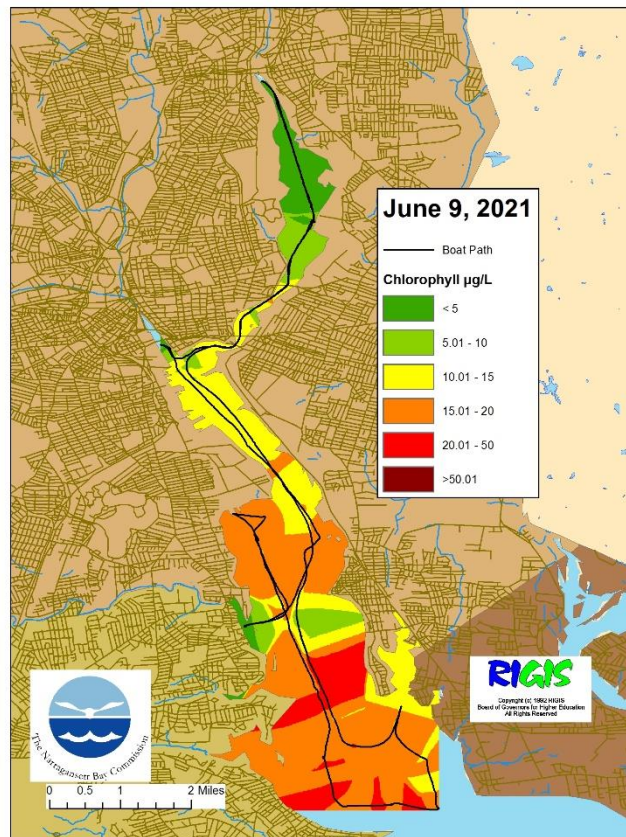 June 9, 2021
Boat Path
Chlorophyll µg/L
< 5
5.01 - 10
10.01 - 15
15.01 - 20
20.01 - 50
>50.01
RIGIS
Copyright (c) 1992 RIGIS
Board of Governors for Higher Education
All Rights Reserved
The Narragansett Bay Commission
0 0.5 1 2 Miles